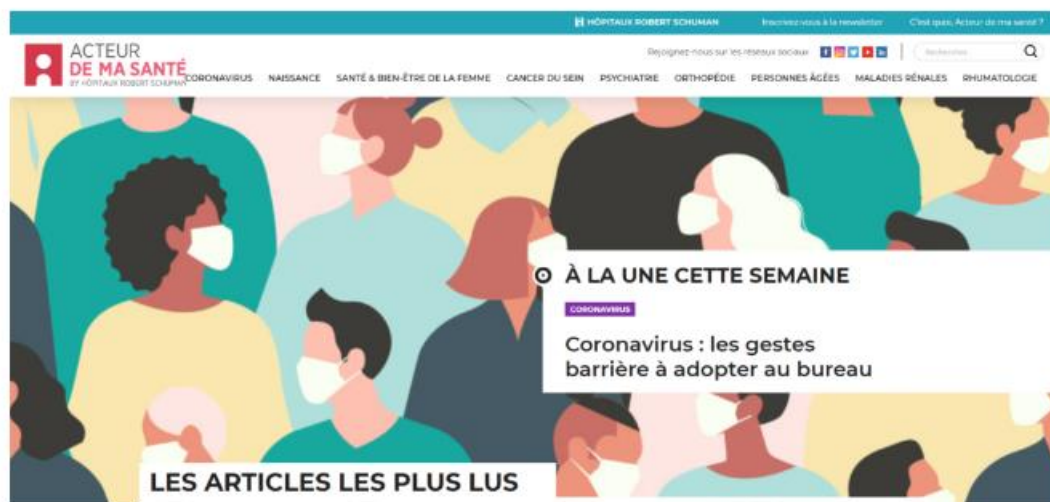 HÔPITAUX ROBERT SCHUMAN Inscrivez-vous à la newsletter C'est quoi, Acteur de ma santé ?
ACTEUR
DE MA SANTÉ
BY HÔPITAUX ROBERT SCHUMAN
Rejoignez-nous sur les réseaux sociaux Rechercher
CORONAVIRUS NAISSANCE SANTÉ & BIEN-ÊTRE DE LA FEMME CANCER DU SEIN PSYCHIATRIE ORTHOPÉDIE PERSONNES ÂGÉES MALADIES RÉNALES RHUMATOLOGIE
À LA UNE CETTE SEMAINE
CORONAVIRUS
Coronavirus : les gestes
barrière à adopter au bureau
LES ARTICLES LES PLUS LUS